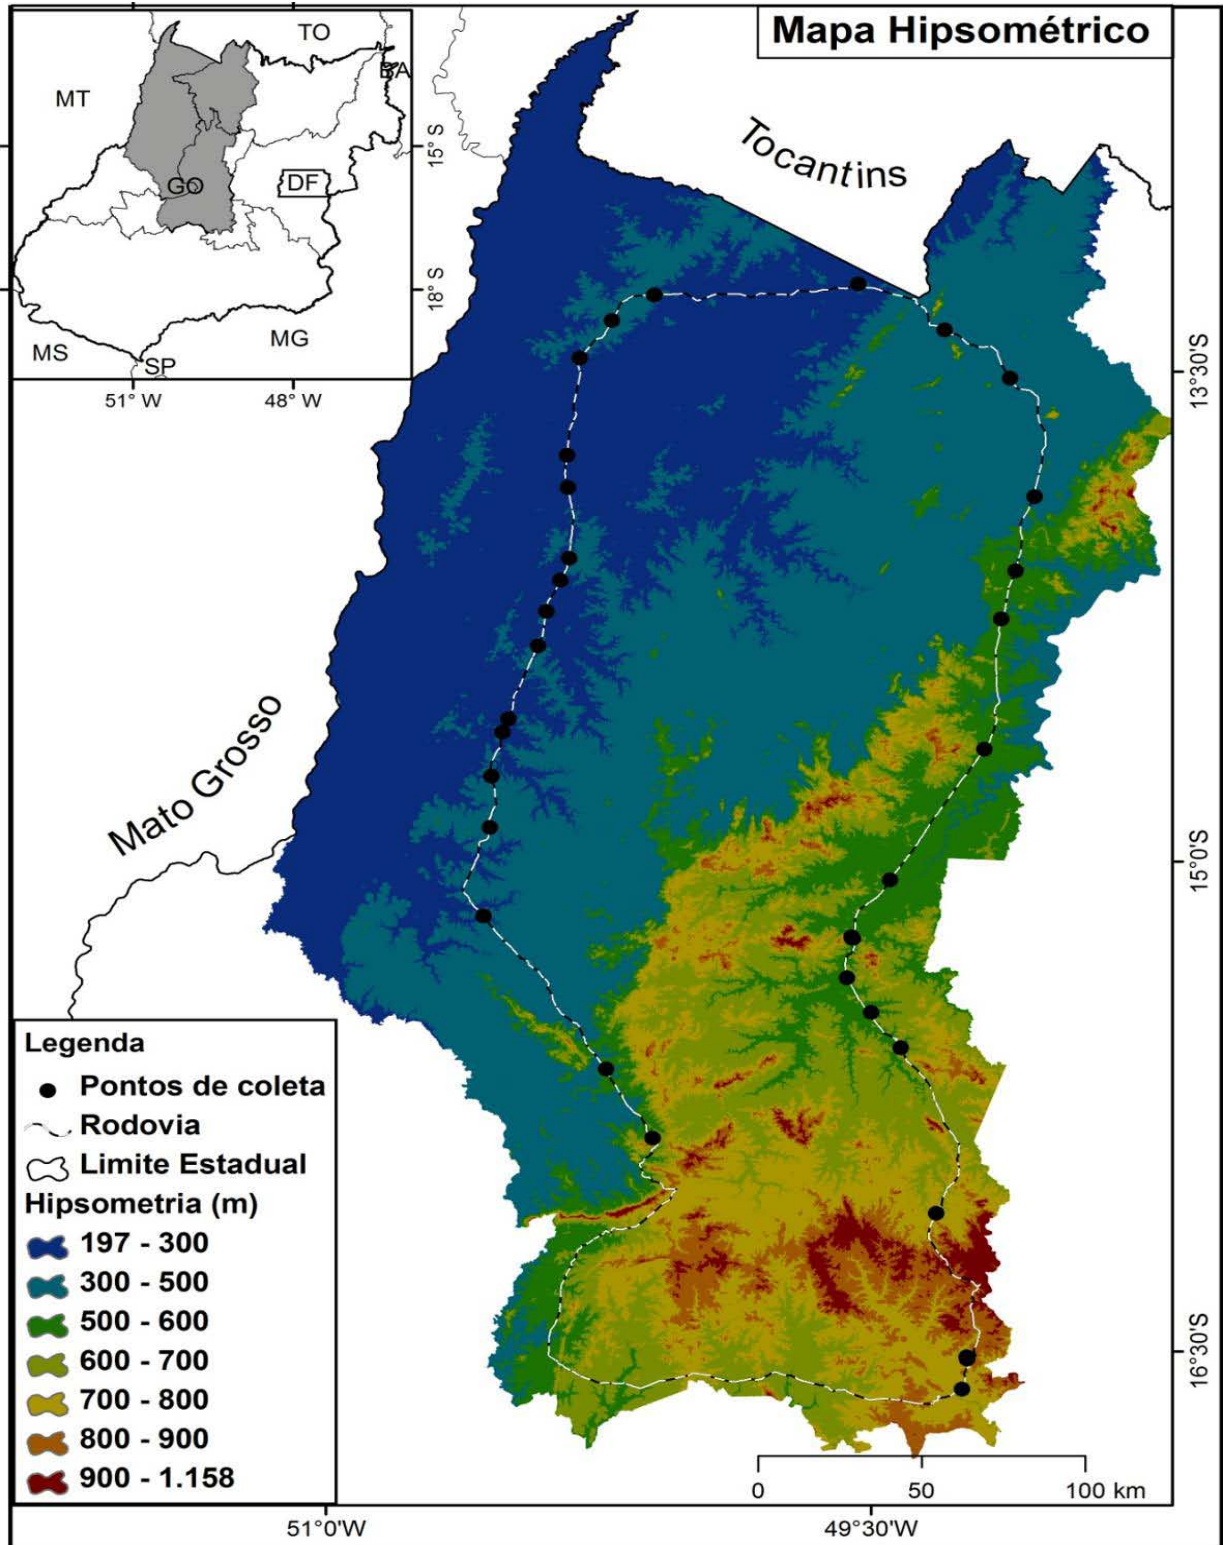 Mapa Hipsométrico
TO
BA
MT
GO
DF
MG
MS
SP
15°S
18°S
51° W
48° W
Tocantins
Mato Grosso
13°30'S
15°0'S
16°30'S
Legenda
Pontos de coleta
Rodovia
Limite Estadual
Hipsometria (m)
197 - 300
300 - 500
500 - 600
600 - 700
700 - 800
800 - 900
900 - 1.158
0 50 100 km
51°0'W
49°30'W